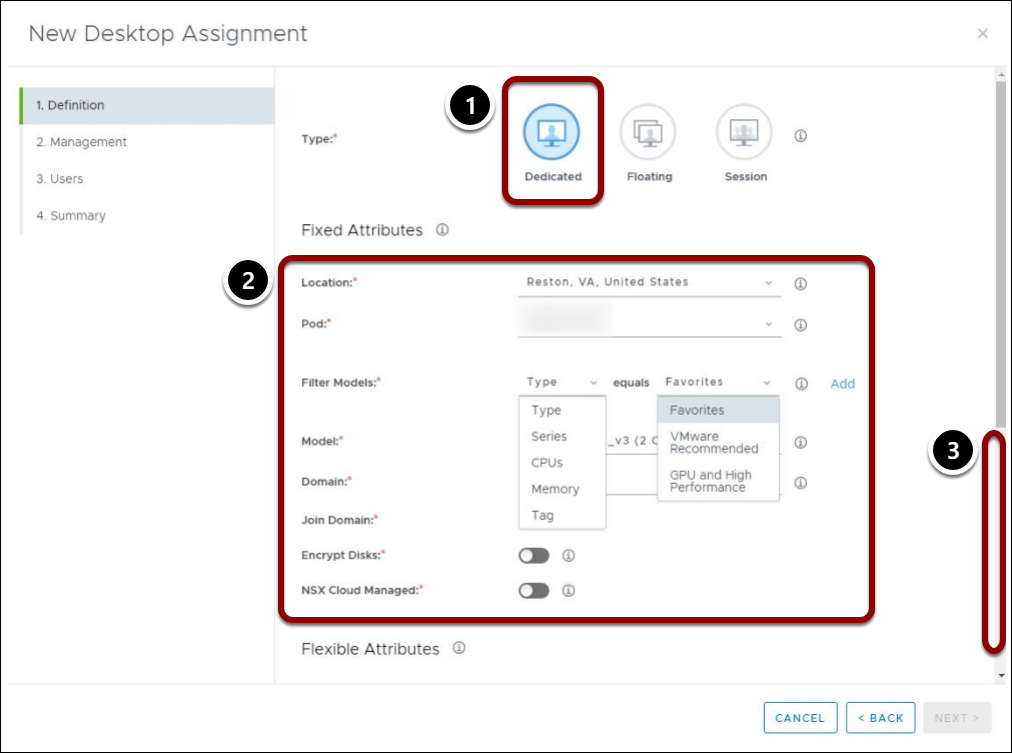 New Desktop Assignment
1. Definition
2. Management
3. Users
4. Summary
1
Type:*
Dedicated
Floating
Session
Fixed Attributes
2
Location:* Reston, VA, United States
Pod:*
Filter Models:* Type equals Favorites Add
Type
Series
CPUs
Memory
Tag
Favorites
VMware
Recommended
GPU and High
Performance
Model:* _v3 (2 C
Domain:*
Join Domain:*
Encrypt Disks:*
NSX Cloud Managed:*
3
Flexible Attributes
CANCEL
< BACK
NEXT >